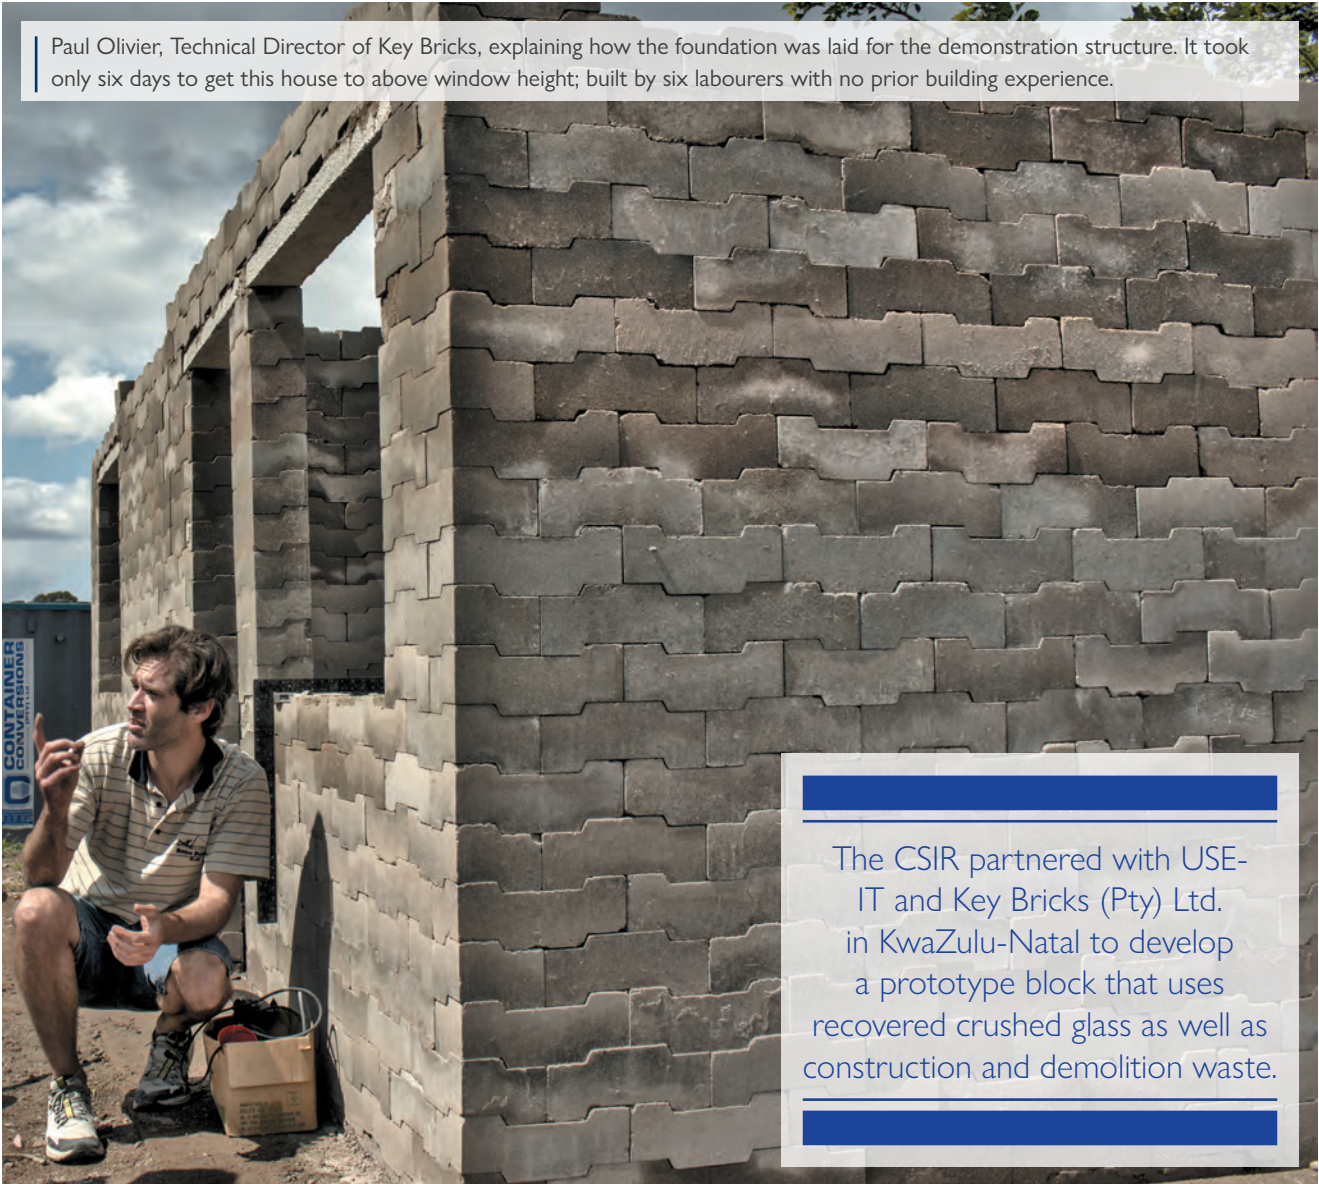 Paul Olivier, Technical Director of Key Bricks, explaining how the foundation was laid for the demonstration structure. It took
only six days to get this house to above window height; built by six labourers with no prior building experience.
CONTAINER
CONVERSIONS
The CSIR partnered with USE-
IT and Key Bricks (Pty) Ltd.
in KwaZulu-Natal to develop
a prototype block that uses
recovered crushed glass as well as
construction and demolition waste.